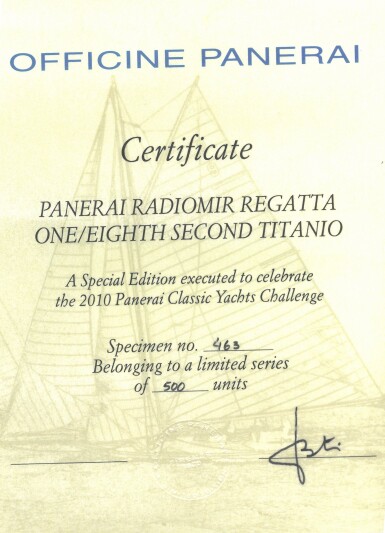 OFFICINE PANERAI
Certificate
PANERAI RADIOMIR REGATTA
ONE/EIGHTH SECOND TITANIO
A Special Edition executed to celebrate
the 2010 Panerai Classic Yachts Challenge
Specimen no. 463
Belonging to a limited series
of 500 units